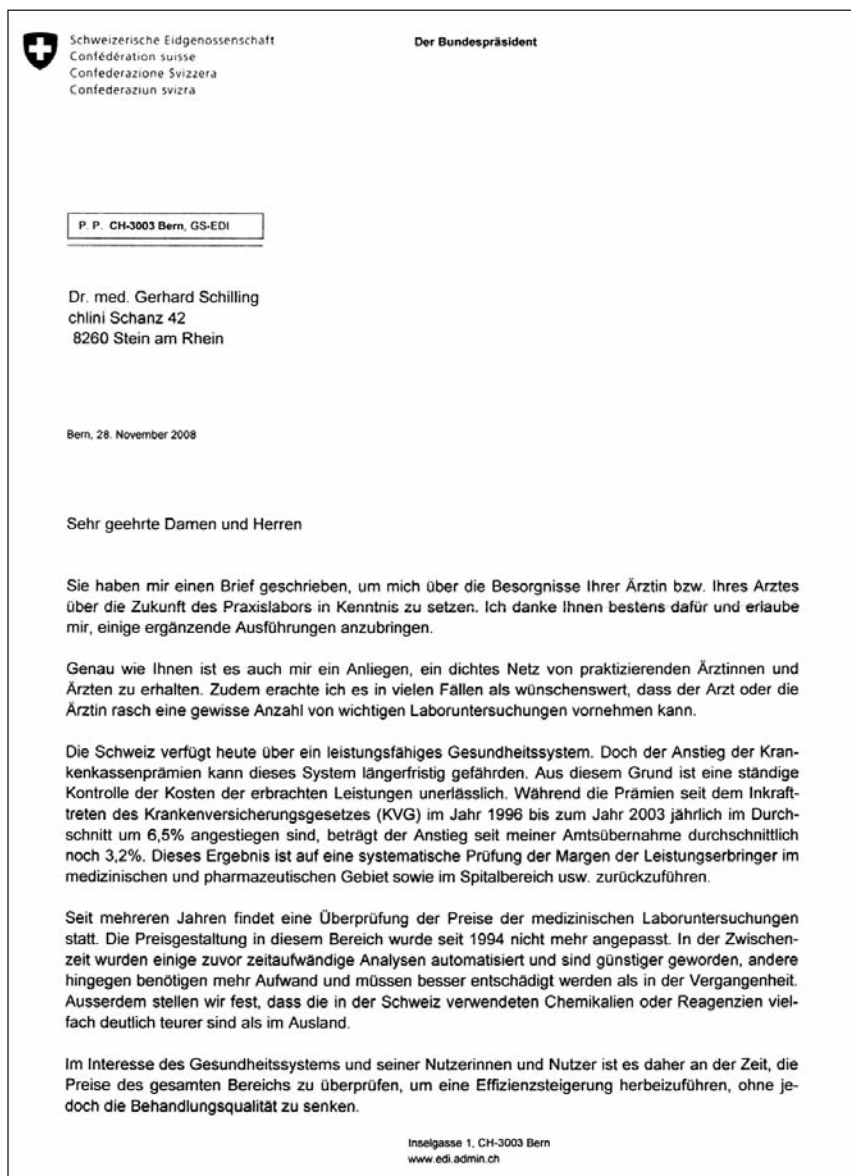 Schweizerische Eidgenossenschaft
Confédération suisse
Confederazione Svizzera
Confederaziun svizra
Der Bundespräsident
P. P. CH-3003 Bern, GS-EDI
Dr. med. Gerhard Schilling
chlini Schanz 42
8260 Stein am Rhein
Bern, 28. November 2008
Sehr geehrte Damen und Herren
Sie haben mir einen Brief geschrieben, um mich über die Besorgnisse Ihrer Ärztin bzw. Ihres Arztes
über die Zukunft des Praxislabors in Kenntnis zu setzen. Ich danke Ihnen bestens dafür und erlaube
mir, einige ergänzende Ausführungen anzubringen.
Genau wie Ihnen ist es auch mir ein Anliegen, ein dichtes Netz von praktizierenden Ärztinnen und
Ärzten zu erhalten. Zudem erachte ich es in vielen Fällen als wünschenswert, dass der Arzt oder die
Ärztin rasch eine gewisse Anzahl von wichtigen Laboruntersuchungen vornehmen kann.
Die Schweiz verfügt heute über ein leistungsfähiges Gesundheitssystem. Doch der Anstieg der Kran-
kenkassenprämien kann dieses System längerfristig gefährden. Aus diesem Grund ist eine ständige
Kontrolle der Kosten der erbrachten Leistungen unerlässlich. Während die Prämien seit dem Inkraft-
treten des Krankenversicherungsgesetzes (KVG) im Jahr 1996 bis zum Jahr 2003 jährlich im Durch-
schnitt um 6,5% angestiegen sind, beträgt der Anstieg seit meiner Amtsübernahme durchschnittlich
noch 3,2%. Dieses Ergebnis ist auf eine systematische Prüfung der Margen der Leistungserbringer im
medizinischen und pharmazeutischen Gebiet sowie im Spitalbereich usw. zurückzuführen.
Seit mehreren Jahren findet eine Überprüfung der Preise der medizinischen Laboruntersuchungen
statt. Die Preisgestaltung in diesem Bereich wurde seit 1994 nicht mehr angepasst. In der Zwischen-
zeit wurden einige zuvor zeitaufwändige Analysen automatisiert und sind günstiger geworden, andere
hingegen benötigen mehr Aufwand und müssen besser entschädigt werden als in der Vergangenheit.
Ausserdem stellen wir fest, dass die in der Schweiz verwendeten Chemikalien oder Reagenzien viel-
fach deutlich teurer sind als im Ausland.
Im Interesse des Gesundheitssystems und seiner Nutzerinnen und Nutzer ist es daher an der Zeit, die
Preise des gesamten Bereichs zu überprüfen, um eine Effizienzsteigerung herbeizuführen, ohne je-
doch die Behandlungsqualität zu senken.
Inselgasse 1, CH-3003 Bern
www.edi.admin.ch